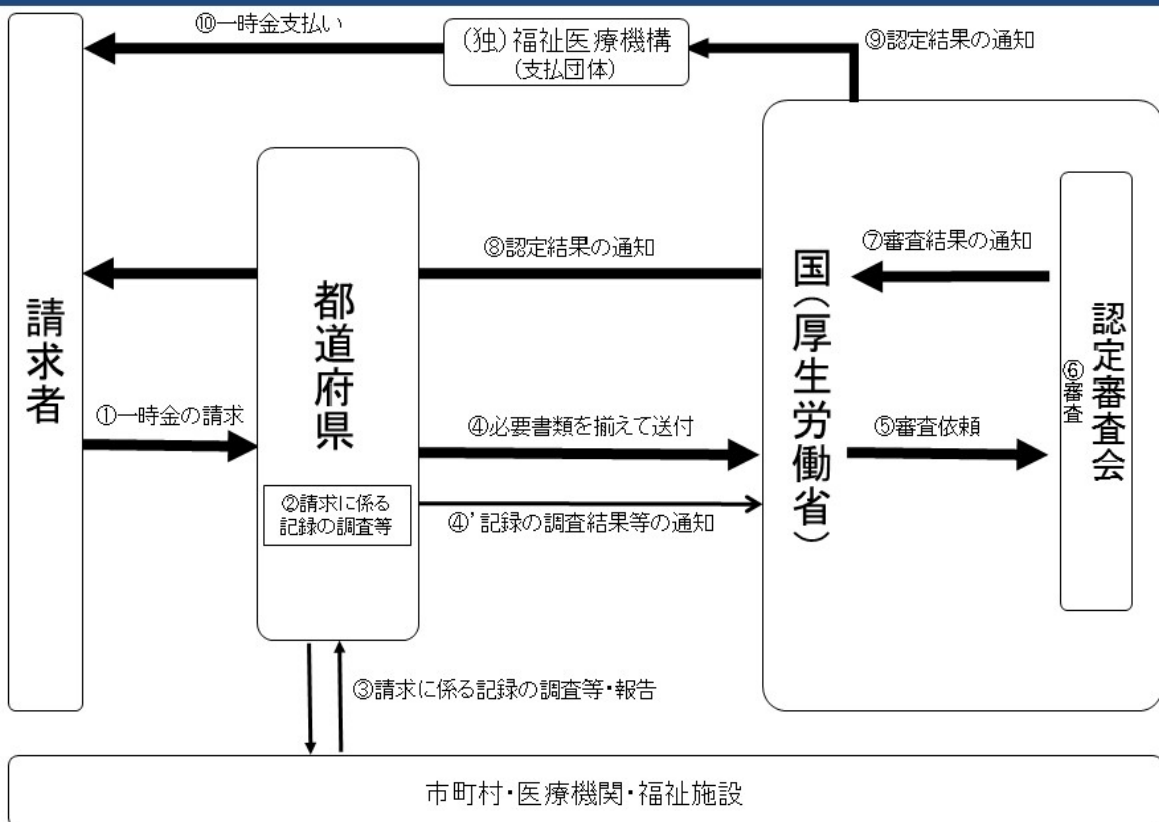 ⑩一時金支払い
(独)福祉医療機構
(支払団体)
⑨認定結果の通知
請求者
都道府県
国(厚生労働省)
認定審査会
⑧認定結果の通知
⑦審査結果の通知
⑥審査
①一時金の請求
④必要書類を揃えて送付
⑤審査依頼
②請求に係る
記録の調査等
④’記録の調査結果等の通知
③請求に係る記録の調査等・報告
市町村・医療機関・福祉施設